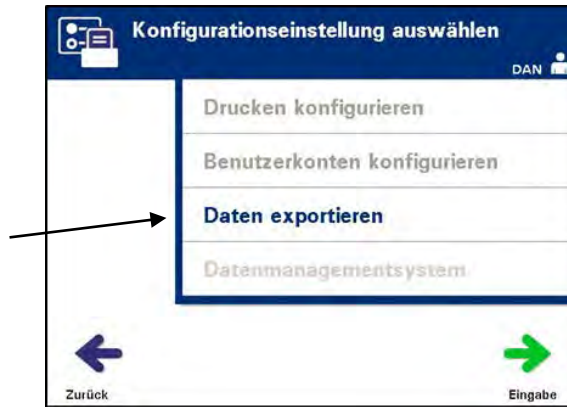 Konfigurationseinstellung auswählen
DAN
Drucken konfigurieren
Benutzerkonten konfigurieren
Daten exportieren
Datenmanagementsystem
Zurück
Eingabe